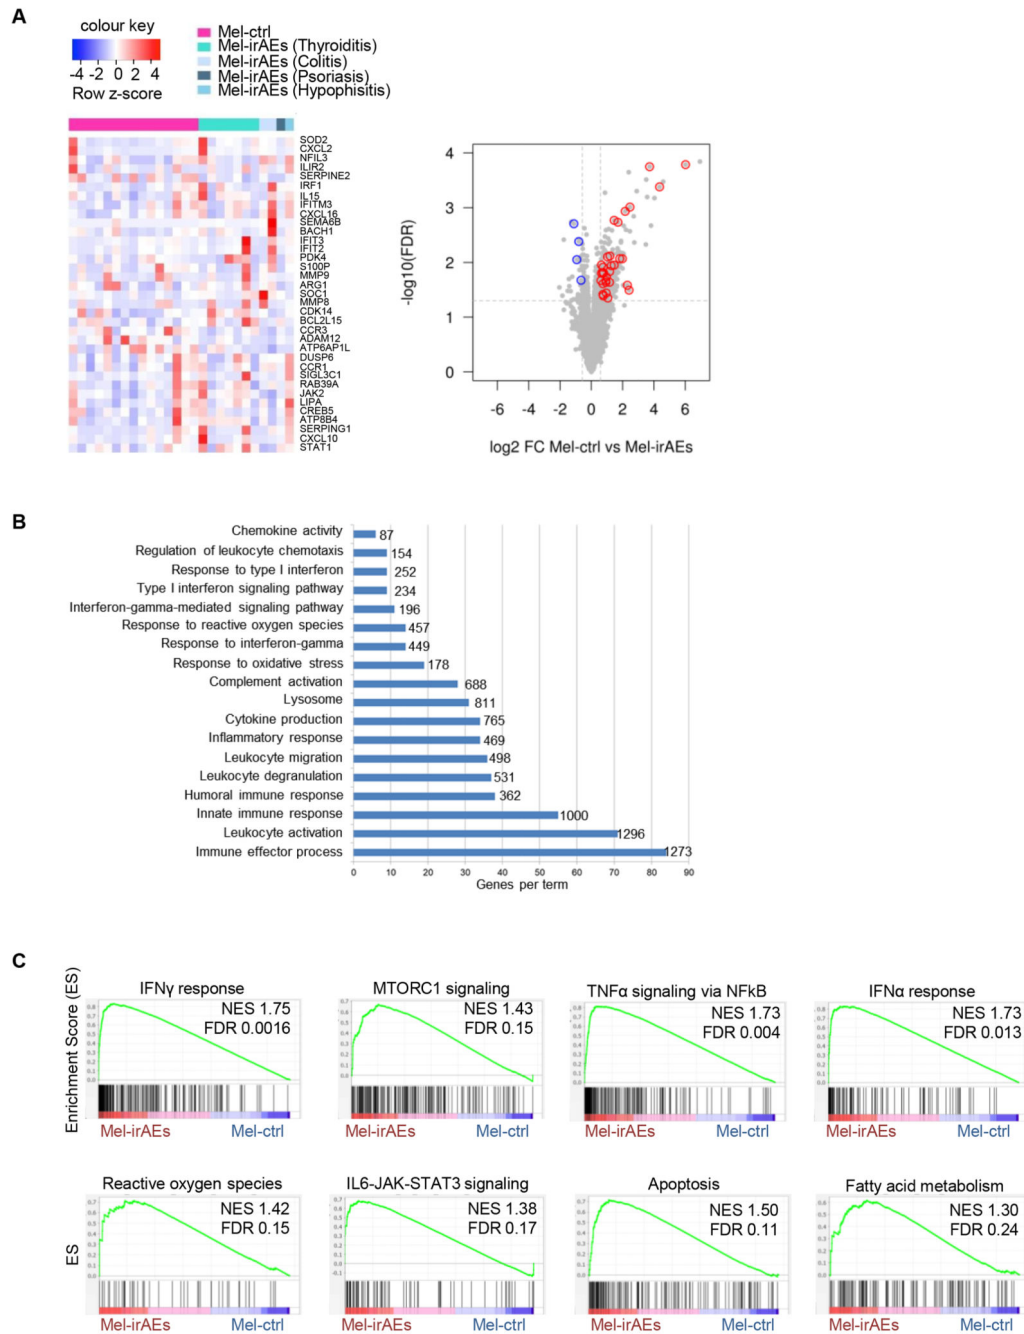 A
colour key
-4 -2 0 2 4
Row z-score
Mel-ctrl
Mel-irAEs (Thyroiditis)
Mel-irAEs (Colitis)
Mel-irAEs (Psoriasis)
Mel-irAEs (Hypophisitis)
SOD2
CXCL2
NFIL3
ILIR2
SERPINE2
IRF1
IL15
IFITM3
CXCL16
SEMA6B
BACH1
IFIT3
IFIT2
PDK4
S100P
MMP9
ARG1
SOC1
MMP8
CDK14
BCL2L15
CCR3
ADAM12
ATP6AP1L
DUSP6
CCR1
SIGL3C1
RAB39A
JAK2
LIPA
CREB5
ATP8B4
SERPING1
CXCL10
STAT1
-log10(FDR)
4
3
2
1
0
-6 -4 -2 0 2 4 6
log2 FC Mel-ctrl vs Mel-irAEs
B
Chemokine activity 87
Regulation of leukocyte chemotaxis 154
Response to type I interferon 252
Type I interferon signaling pathway 234
Interferon-gamma-mediated signaling pathway 196
Response to reactive oxygen species 457
Response to interferon-gamma 449
Response to oxidative stress 178
Complement activation 688
Lysosome 811
Cytokine production 765
Inflammatory response 469
Leukocyte migration 498
Leukocyte degranulation 531
Humoral immune response 362
Innate immune response 1000
Leukocyte activation 1296
Immune effector process 1273
0 10 20 30 40 50 60 70 80 90
Genes per term
C
Enrichment Score (ES)
IFNγ response
NES 1.75
FDR 0.0016
Mel-irAEs Mel-ctrl
MTORC1 signaling
NES 1.43
FDR 0.15
Mel-irAEs Mel-ctrl
TNFα signaling via NFkB
NES 1.73
FDR 0.004
Mel-irAEs Mel-ctrl
IFNα response
NES 1.73
FDR 0.013
Mel-irAEs Mel-ctrl
ES
Reactive oxygen species
NES 1.42
FDR 0.15
Mel-irAEs Mel-ctrl
IL6-JAK-STAT3 signaling
NES 1.38
FDR 0.17
Mel-irAEs Mel-ctrl
Apoptosis
NES 1.50
FDR 0.11
Mel-irAEs Mel-ctrl
Fatty acid metabolism
NES 1.30
FDR 0.24
Mel-irAEs Mel-ctrl